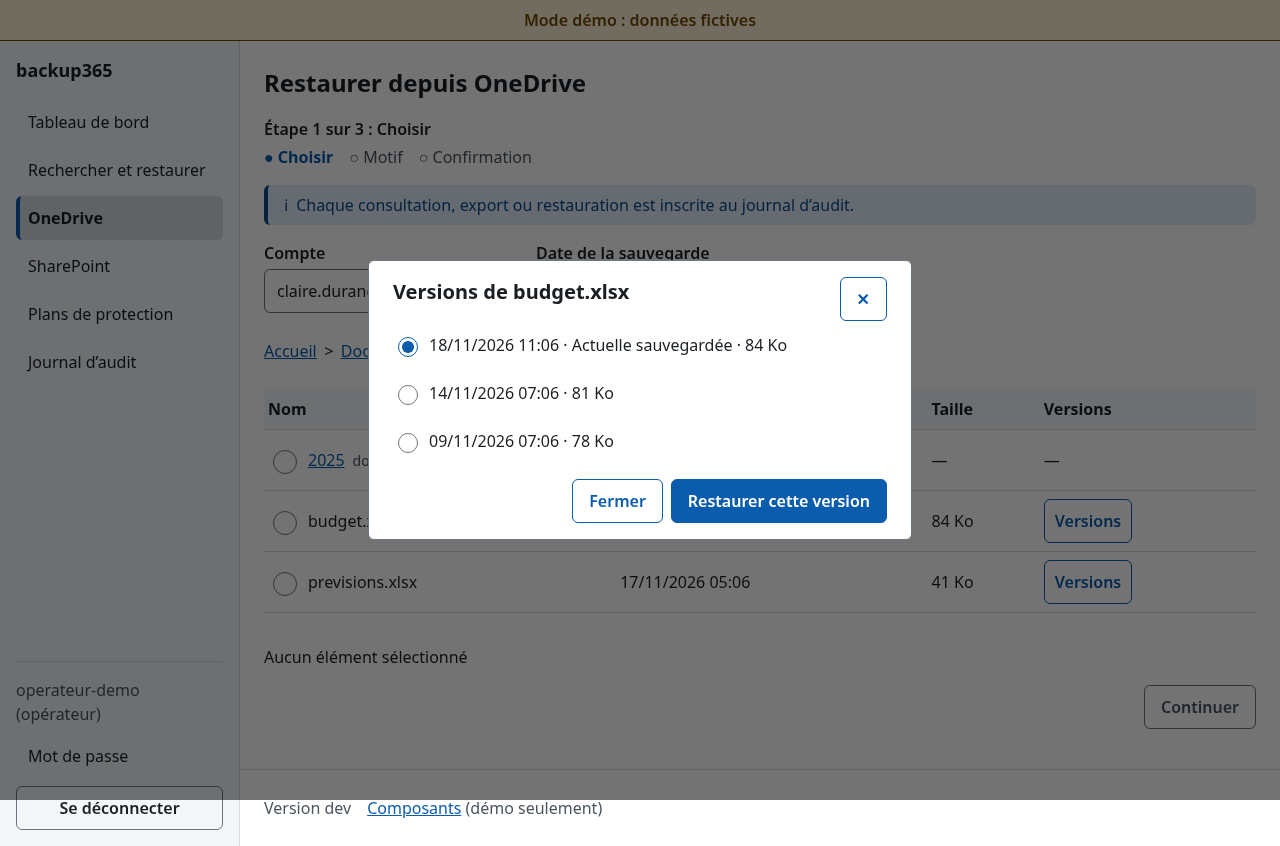 Mode démo : données fictives
backup365
Tableau de bord
Rechercher et restaurer
OneDrive
SharePoint
Plans de protection
Journal d’audit
operateur-demo
(opérateur)
Mot de passe
Se déconnecter
Restaurer depuis OneDrive
Étape 1 sur 3 : Choisir
● Choisir ○ Motif ○ Confirmation
i Chaque consultation, export ou restauration est inscrite au journal d’audit.
Compte Date de la sauvegarde
Accueil >
Versions de budget.xlsx
×
18/11/2026 11:06 · Actuelle sauvegardée · 84 Ko
14/11/2026 07:06 · 81 Ko
09/11/2026 07:06 · 78 Ko
Fermer Restaurer cette version
Nom Taille Versions
2025 — —
84 Ko Versions
previsions.xlsx 17/11/2026 05:06 41 Ko Versions
Aucun élément sélectionné
Continuer
Version dev Composants (démo seulement)